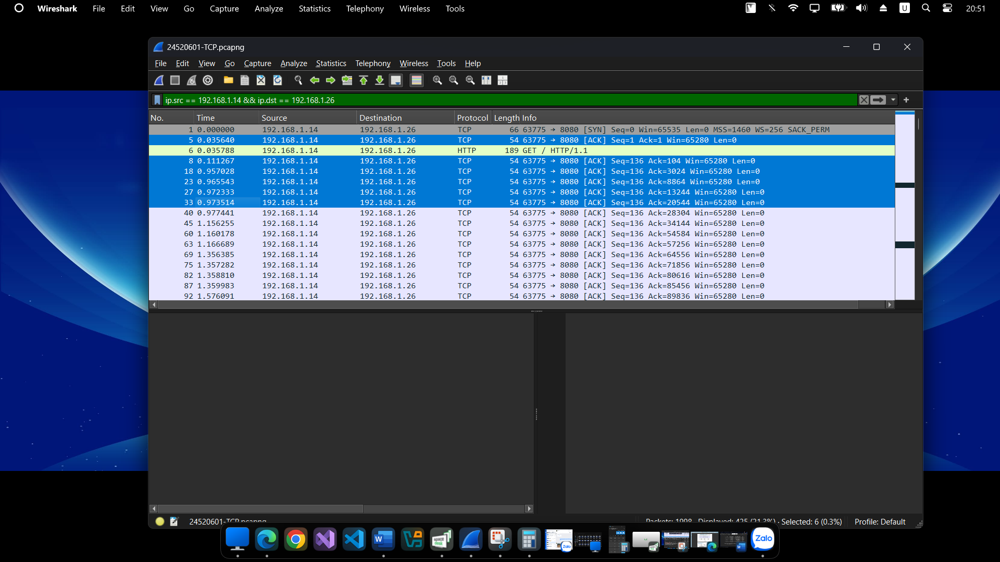 Wireshark File Edit View Go Capture Analyze Statistics Telephony Wireless Tools U 20:51
24520601-TCP.pcapng
File Edit View Go Capture Analyze Statistics Telephony Wireless Tools Help
ip.src == 192.168.1.14 && ip.dst == 192.168.1.26
No. Time Source Destination Protocol Length Info
1 0.000000 192.168.1.14 192.168.1.26 TCP 66 63775 → 8080 [SYN] Seq=0 Win=65535 Len=0 MSS=1460 WS=256 SACK_PERM
5 0.035640 192.168.1.14 192.168.1.26 TCP 54 63775 → 8080 [ACK] Seq=1 Ack=1 Win=65280 Len=0
6 0.035788 192.168.1.14 192.168.1.26 HTTP 189 GET / HTTP/1.1
8 0.111267 192.168.1.14 192.168.1.26 TCP 54 63775 → 8080 [ACK] Seq=136 Ack=104 Win=65280 Len=0
18 0.957028 192.168.1.14 192.168.1.26 TCP 54 63775 → 8080 [ACK] Seq=136 Ack=3024 Win=65280 Len=0
23 0.965543 192.168.1.14 192.168.1.26 TCP 54 63775 → 8080 [ACK] Seq=136 Ack=8864 Win=65280 Len=0
27 0.972333 192.168.1.14 192.168.1.26 TCP 54 63775 → 8080 [ACK] Seq=136 Ack=13244 Win=65280 Len=0
33 0.973514 192.168.1.14 192.168.1.26 TCP 54 63775 → 8080 [ACK] Seq=136 Ack=20544 Win=65280 Len=0
40 0.977441 192.168.1.14 192.168.1.26 TCP 54 63775 → 8080 [ACK] Seq=136 Ack=28304 Win=65280 Len=0
45 1.156255 192.168.1.14 192.168.1.26 TCP 54 63775 → 8080 [ACK] Seq=136 Ack=34144 Win=65280 Len=0
60 1.160178 192.168.1.14 192.168.1.26 TCP 54 63775 → 8080 [ACK] Seq=136 Ack=54584 Win=65280 Len=0
63 1.166689 192.168.1.14 192.168.1.26 TCP 54 63775 → 8080 [ACK] Seq=136 Ack=57256 Win=65280 Len=0
69 1.356385 192.168.1.14 192.168.1.26 TCP 54 63775 → 8080 [ACK] Seq=136 Ack=64556 Win=65280 Len=0
75 1.357282 192.168.1.14 192.168.1.26 TCP 54 63775 → 8080 [ACK] Seq=136 Ack=71856 Win=65280 Len=0
82 1.358810 192.168.1.14 192.168.1.26 TCP 54 63775 → 8080 [ACK] Seq=136 Ack=80616 Win=65280 Len=0
87 1.359983 192.168.1.14 192.168.1.26 TCP 54 63775 → 8080 [ACK] Seq=136 Ack=85456 Win=65280 Len=0
92 1.576091 192.168.1.14 192.168.1.26 TCP 54 63775 → 8080 [ACK] Seq=136 Ack=89836 Win=65280 Len=0
24520601-TCP.pcapng Packets: 1998 · Displayed: 425 (21.3%) · Selected: 6 (0.3%) Profile: Default
Zalo